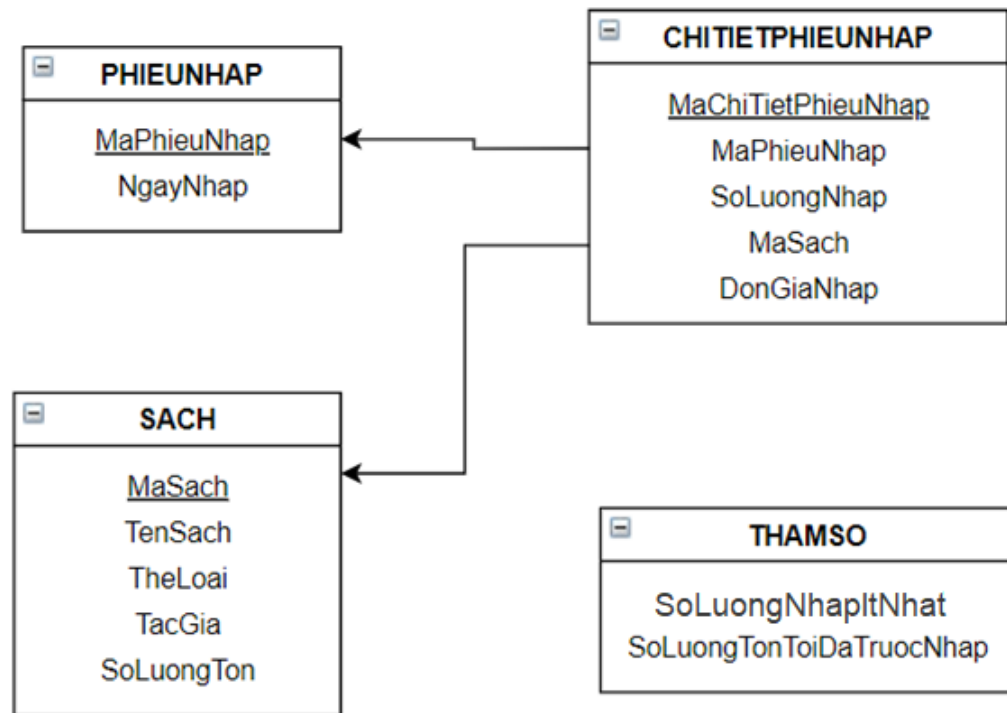 PHIEUNHAP
MaPhieuNhap
NgayNhap
CHITIETPHIEUNHAP
MaChiTietPhieuNhap
MaPhieuNhap
SoLuongNhap
MaSach
DonGiaNhap
SACH
MaSach
TenSach
TheLoai
TacGia
SoLuongTon
THAMSO
SoLuongNhapItNhat
SoLuongTonToiDaTruocNhap